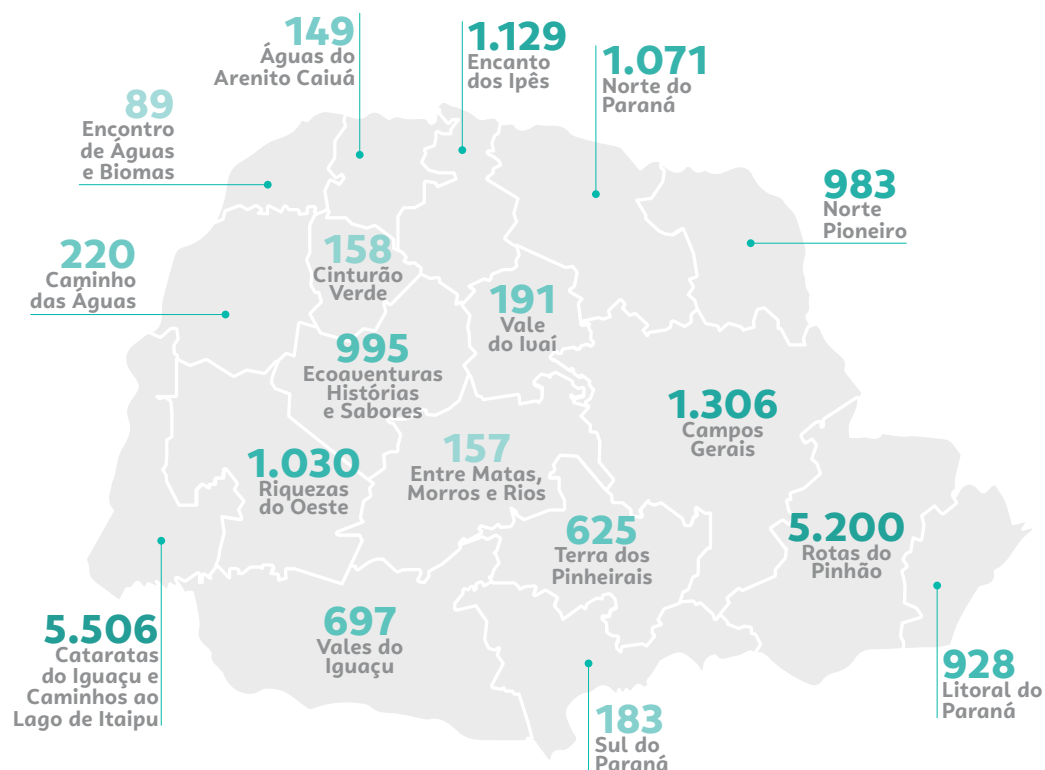 149
Águas do
Arenito Caiuá
1.129
Encanto
dos Ipês
1.071
Norte do
Paraná
89
Encontro
de Águas
e Biomas
983
Norte
Pioneiro
220
Caminho
das Águas
158
Cinturão
Verde
191
Vale
do Ivaí
995
Ecoaventuras
Histórias
e Sabores
1.306
Campos
Gerais
1.030
Riquezas
do Oeste
157
Entre Matas,
Morros e Rios
625
Terra dos
Pinheirais
5.200
Rotas do
Pinhão
5.506
Cataratas
do Iguaçu e
Caminhos ao
Lago de Itaipu
697
Vales do
Iguaçu
928
Litoral do
Paraná
183
Sul do
Paraná